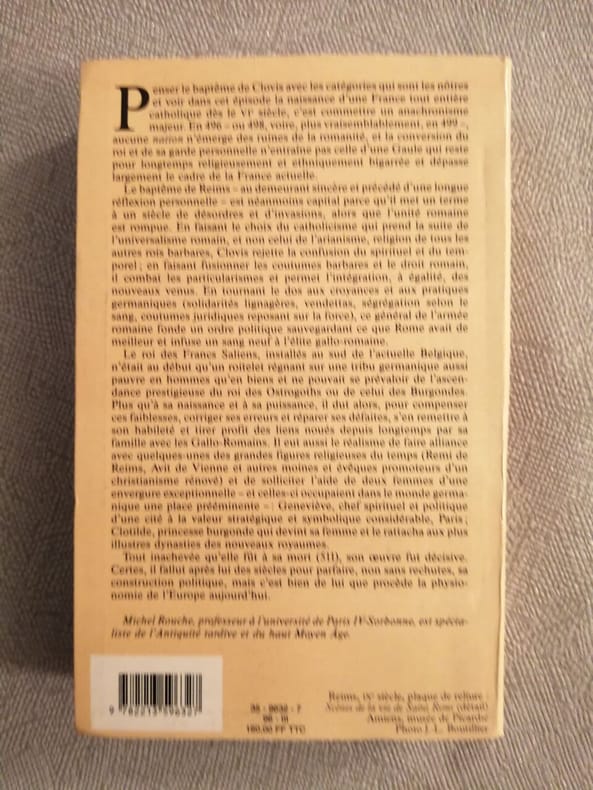 Penser le baptême de Clovis avec les catégories qui sont les nôtres
et voir dans cet épisode la naissance d'une France tout entière
catholique dès le VIe siècle, c'est commettre un anachronisme
majeur. En 496 – ou 498, voire, plus vraisemblablement, en 499 –,
aucune natio n'émerge des ruines de la romanité, et la conversion du
roi et de sa garde personnelle n'entraîne pas celle d'une Gaule qui reste
pour longtemps religieusement et ethniquement bigarrée et dépasse
largement le cadre de la France actuelle.
Le baptême de Reims – au demeurant sincère et précédé d'une longue
réflexion personnelle – est néanmoins capital parce qu'il met un terme
à un siècle de désordres et d'invasions, alors que l'unité romaine
est rompue. En faisant le choix du catholicisme qui prend la suite de
l'universalisme romain, et non celui de l'arianisme, religion de tous les
autres rois barbares, Clovis rejette la confusion du spirituel et du tem-
porel ; en faisant fusionner les coutumes barbares et le droit romain,
il combat les particularismes et permet l'intégration, à égalité, des
nouveaux venus. En tournant le dos aux croyances et aux pratiques
germaniques (solidarités lignagères, vendettas, ségrégation selon le
sang, coutumes juridiques reposant sur la force), ce général de l'armée
romaine fonde un ordre politique sauvegardant ce que Rome avait de
meilleur et infuse un sang neuf à l'élite gallo-romaine.
Le roi des Francs Saliens, installés au sud de l'actuelle Belgique,
n'était au début qu'un roitelet régnant sur une tribu germanique aussi
pauvre en hommes qu'en biens et ne pouvait se prévaloir de l'ascen-
dance prestigieuse du roi des Ostrogoths ou de celui des Burgondes.
Plus qu'à sa naissance et à sa puissance, il dut alors, pour compenser
ces faiblesses, corriger ses erreurs et réparer ses défaites, s'en remettre à
son habileté et tirer profit des liens noués depuis longtemps par sa
famille avec les Gallo-Romains. Il eut aussi le réalisme de faire alliance
avec quelques-unes des grandes figures religieuses du temps (Remi de
Reims, Avit de Vienne et autres moines et évêques promoteurs d'un
christianisme rénové) et de solliciter l'aide de deux femmes d'une
envergure exceptionnelle – et celles-ci occupaient dans le monde germa-
nique une place prééminente – : Geneviève, chef spirituel et politique
d'une cité à la valeur stratégique et symbolique considérable, Paris ;
Clotilde, princesse burgonde qui devint sa femme et le rattacha aux plus
illustres dynasties des nouveaux royaumes.
Tout inachevée qu'elle fût à sa mort (511), son œuvre fut décisive.
Certes, il fallut après lui des siècles pour parfaire, non sans rechutes, sa
construction politique, mais c'est bien de lui que procède la physio-
nomie de l'Europe aujourd'hui.
Michel Rouche, professeur à l'université de Paris IV-Sorbonne, est spécia-
liste de l'Antiquité tardive et du haut Moyen Âge.
9 782213 596327
35 - 9632 - 7
96 - III
160,00 FF TTC
Reims, IXe siècle, plaque de reliure :
Scènes de la vie de Saint Remi (détail)
Amiens, musée de Picardie
Photo J.-L. Boutillier